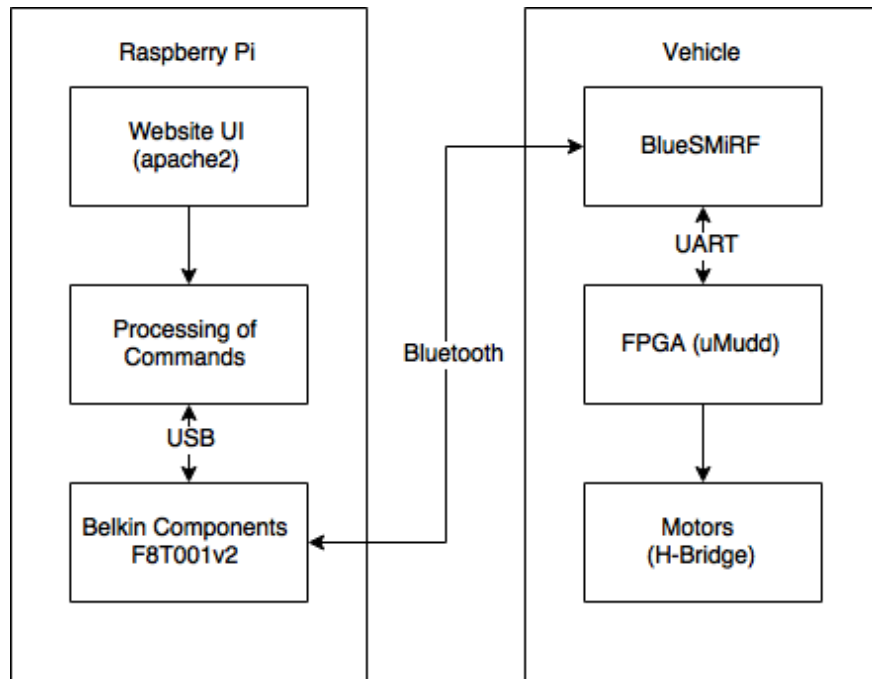 Raspberry Pi
Website UI
(apache2)
Processing of
Commands
USB
Belkin Components
F8T001v2
Bluetooth
Vehicle
BlueSMiRF
UART
FPGA (uMudd)
Motors
(H-Bridge)